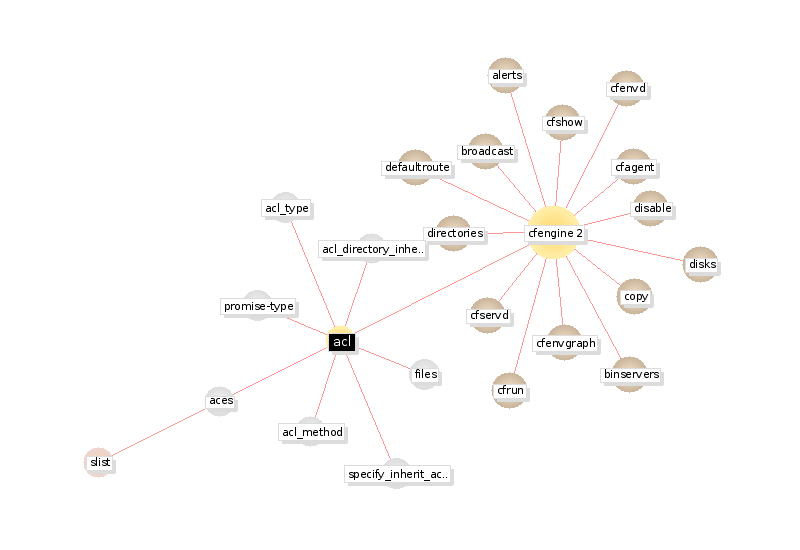 alerts
cfenvd
cfshow
broadcast
defaultroute
cfagent
acl_type
disable
directories
cfengine 2
acl_directory_inhe..
disks
copy
promise-type
cfservd
acl
cfenvgraph
files
binservers
cfrun
aces
acl_method
slist
specify_inherit_ac..